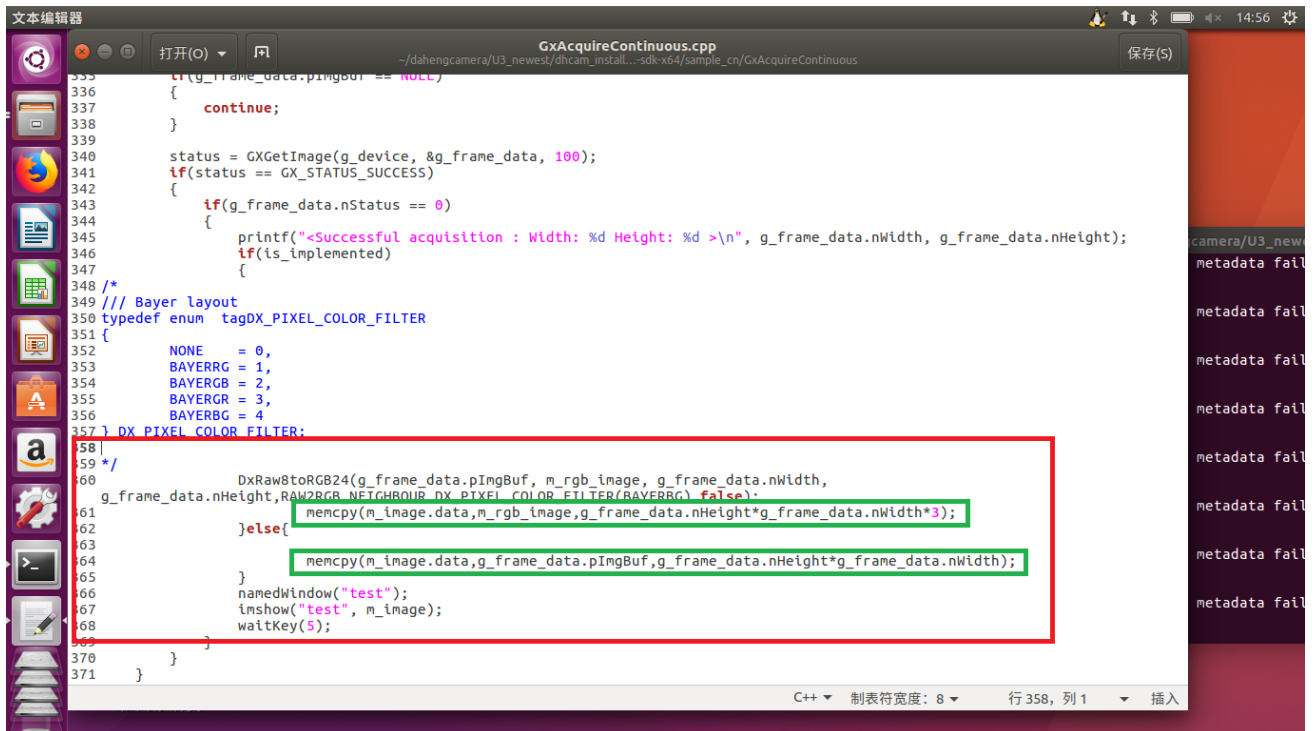 文本编辑器
14:56
打开(O)
GxAcquireContinuous.cpp
~/dahengcamera/U3_newest/dhcam_install...-sdk-x64/sample_cn/GxAcquireContinuous
保存(S)
335 if(g_frame_data.pImgBuf == NULL)
336 {
337 continue;
338 }
339
340 status = GXGetImage(g_device, &g_frame_data, 100);
341 if(status == GX_STATUS_SUCCESS)
342 {
343 if(g_frame_data.nStatus == 0)
344 {
345 printf("<Successful acquisition : Width: %d Height: %d >\n", g_frame_data.nWidth, g_frame_data.nHeight);
346 if(is_implemented)
347 {
348 /*
349 /// Bayer layout
350 typedef enum tagDX_PIXEL_COLOR_FILTER
351 {
352 NONE = 0,
353 BAYERRG = 1,
354 BAYERGB = 2,
355 BAYERGR = 3,
356 BAYERBG = 4
357 } DX_PIXEL_COLOR_FILTER;
358
359 */
360 DxRaw8toRGB24(g_frame_data.pImgBuf, m_rgb_image, g_frame_data.nWidth,
g_frame_data.nHeight,RAW2RGB_NEIGHBOUR,DX_PIXEL_COLOR_FILTER(BAYERBG),false);
361 memcpy(m_image.data,m_rgb_image,g_frame_data.nHeight*g_frame_data.nWidth*3);
362 }else{
363
364 memcpy(m_image.data,g_frame_data.pImgBuf,g_frame_data.nHeight*g_frame_data.nWidth);
365 }
366 namedWindow("test");
367 imshow("test", m_image);
368 waitKey(5);
369 }
370 }
371 }
C++ 制表符宽度: 8 行 358, 列 1 插入
camera/U3_newe
metadata fail
metadata fail
metadata fail
metadata fail
metadata fail
metadata fail
metadata fail
metadata fail